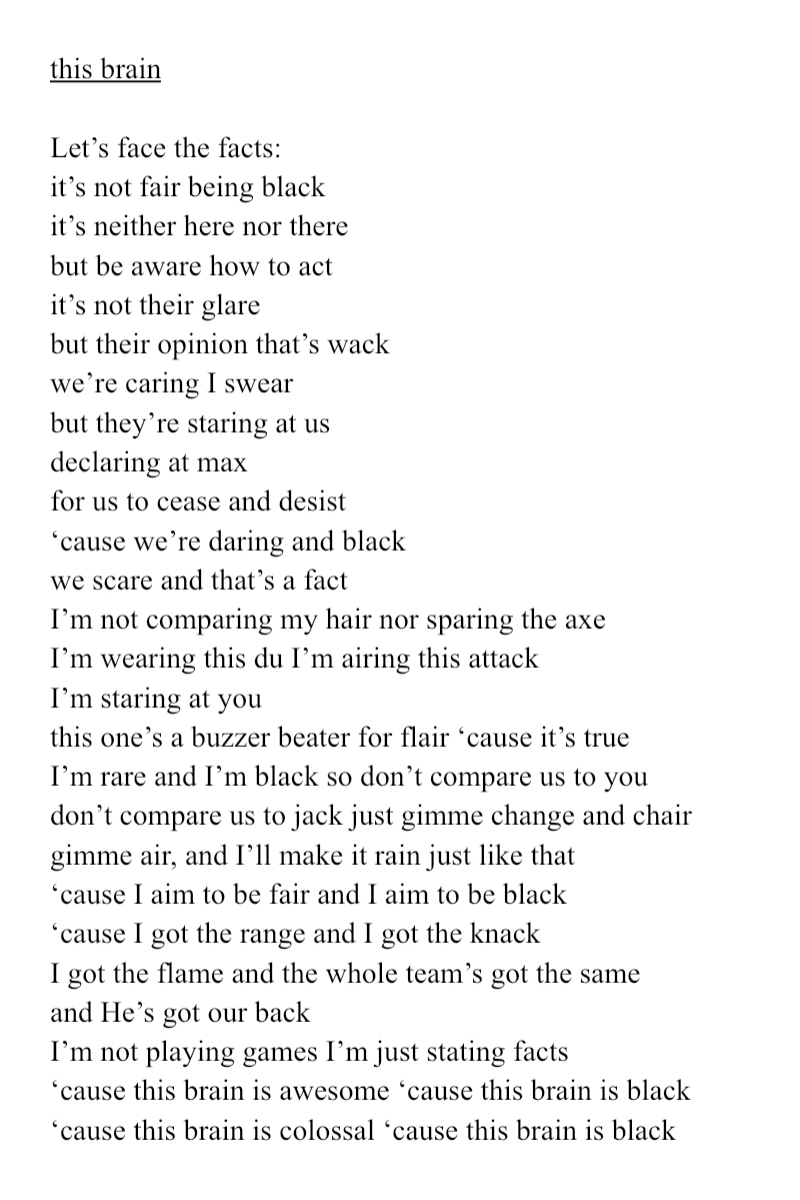 this brain
Let’s face the facts:
it’s not fair being black
it’s neither here nor there
but be aware how to act
it’s not their glare
but their opinion that’s wack
we’re caring I swear
but they’re staring at us
declaring at max
for us to cease and desist
‘cause we’re daring and black
we scare and that’s a fact
I’m not comparing my hair nor sparing the axe
I’m wearing this du I’m airing this attack
I’m staring at you
this one’s a buzzer beater for flair ‘cause it’s true
I’m rare and I’m black so don’t compare us to you
don’t compare us to jack just gimme change and chair
gimme air, and I’ll make it rain just like that
‘cause I aim to be fair and I aim to be black
‘cause I got the range and I got the knack
I got the flame and the whole team’s got the same
and He’s got our back
I’m not playing games I’m just stating facts
‘cause this brain is awesome ‘cause this brain is black
‘cause this brain is colossal ‘cause this brain is black